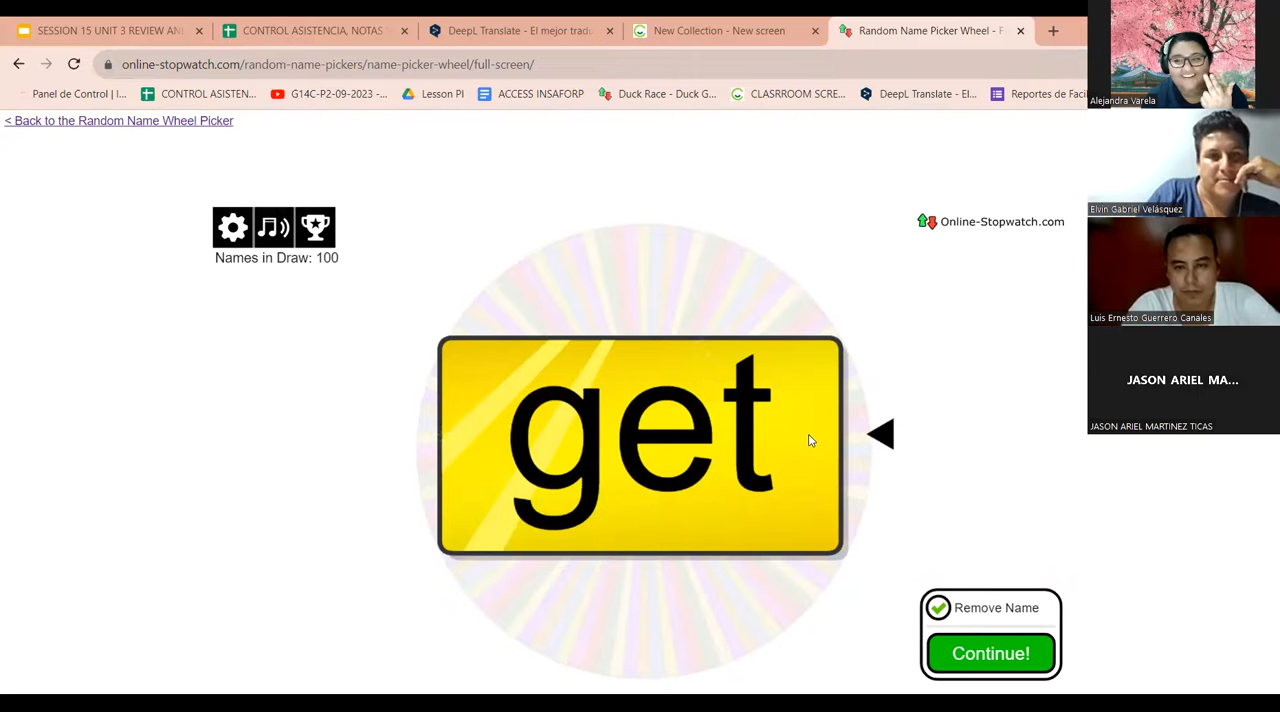 SESSION 15 UNIT 3 REVIEW AN
CONTROL ASISTENCIA, NOTAS
DeepL Translate - El mejor tradu
New Collection - New screen
Random Name Picker Wheel - F
online-stopwatch.com/random-name-pickers/name-picker-wheel/full-screen/
Panel de Control | I...
CONTROL ASISTEN...
G14C-P2-09-2023 -...
Lesson PI
ACCESS INSAFORP
Duck Race - Duck G...
CLASRROOM SCRE...
DeepL Translate - El...
Reportes de Facil
< Back to the Random Name Wheel Picker
Names in Draw: 100
Online-Stopwatch.com
get
Remove Name
Continue!
Alejandra Varela
Elvin Gabriel Velásquez
Luis Ernesto Guerrero Canales
JASON ARIEL MA...
JASON ARIEL MARTINEZ TICAS